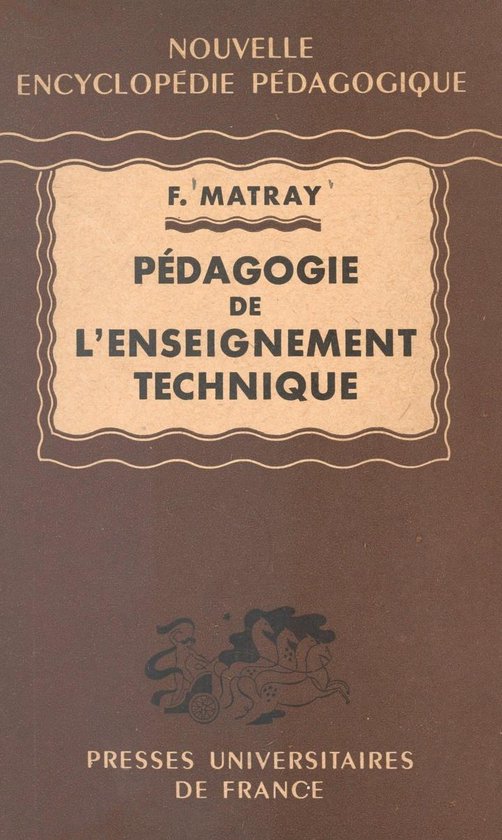 NOUVELLE
ENCYCLOPÉDIE PÉDAGOGIQUE
F. MATRAY
PÉDAGOGIE
DE
L'ENSEIGNEMENT
TECHNIQUE
PRESSES UNIVERSITAIRES
DE FRANCE